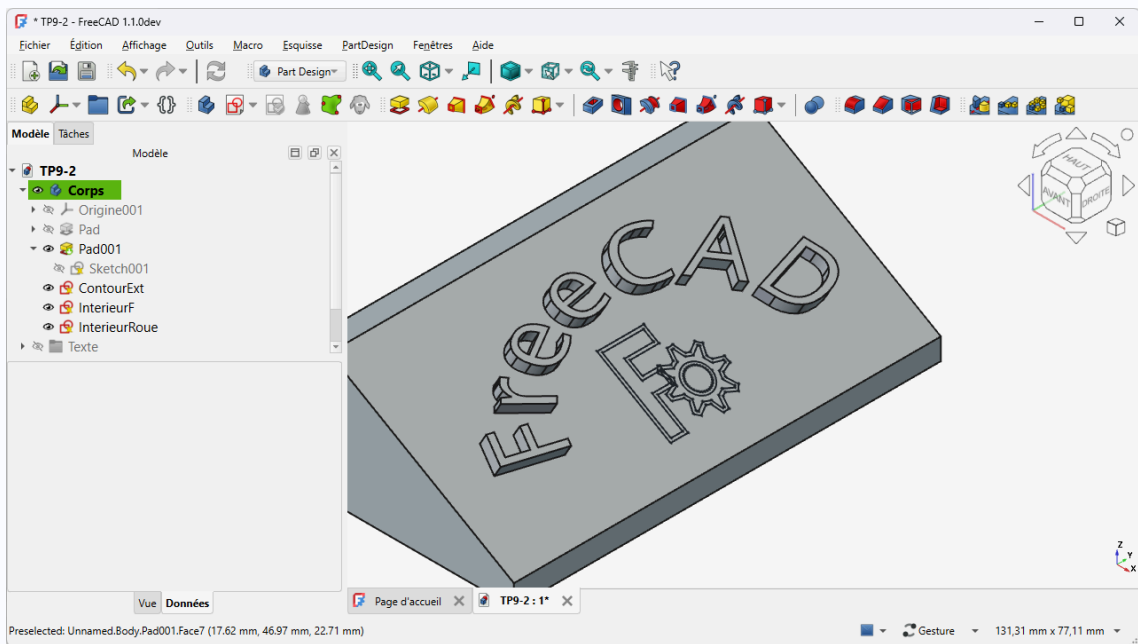 * TP9-2 - FreeCAD 1.1.0dev
Fichier Édition Affichage Outils Macro Esquisse PartDesign Fenêtres Aide
Part Design
Modèle Tâches
Modèle
TP9-2
Corps
Origine001
Pad
Pad001
Sketch001
ContourExt
InterieurF
InterieurRoue
Texte
FreeCAD
HAUT
AVANT
DROITE
Z
Y
X
Vue Données
Page d'accueil
TP9-2 : 1*
Preselected: Unnamed.Body.Pad001.Face7 (17.62 mm, 46.97 mm, 22.71 mm)
Gesture
131,31 mm x 77,11 mm